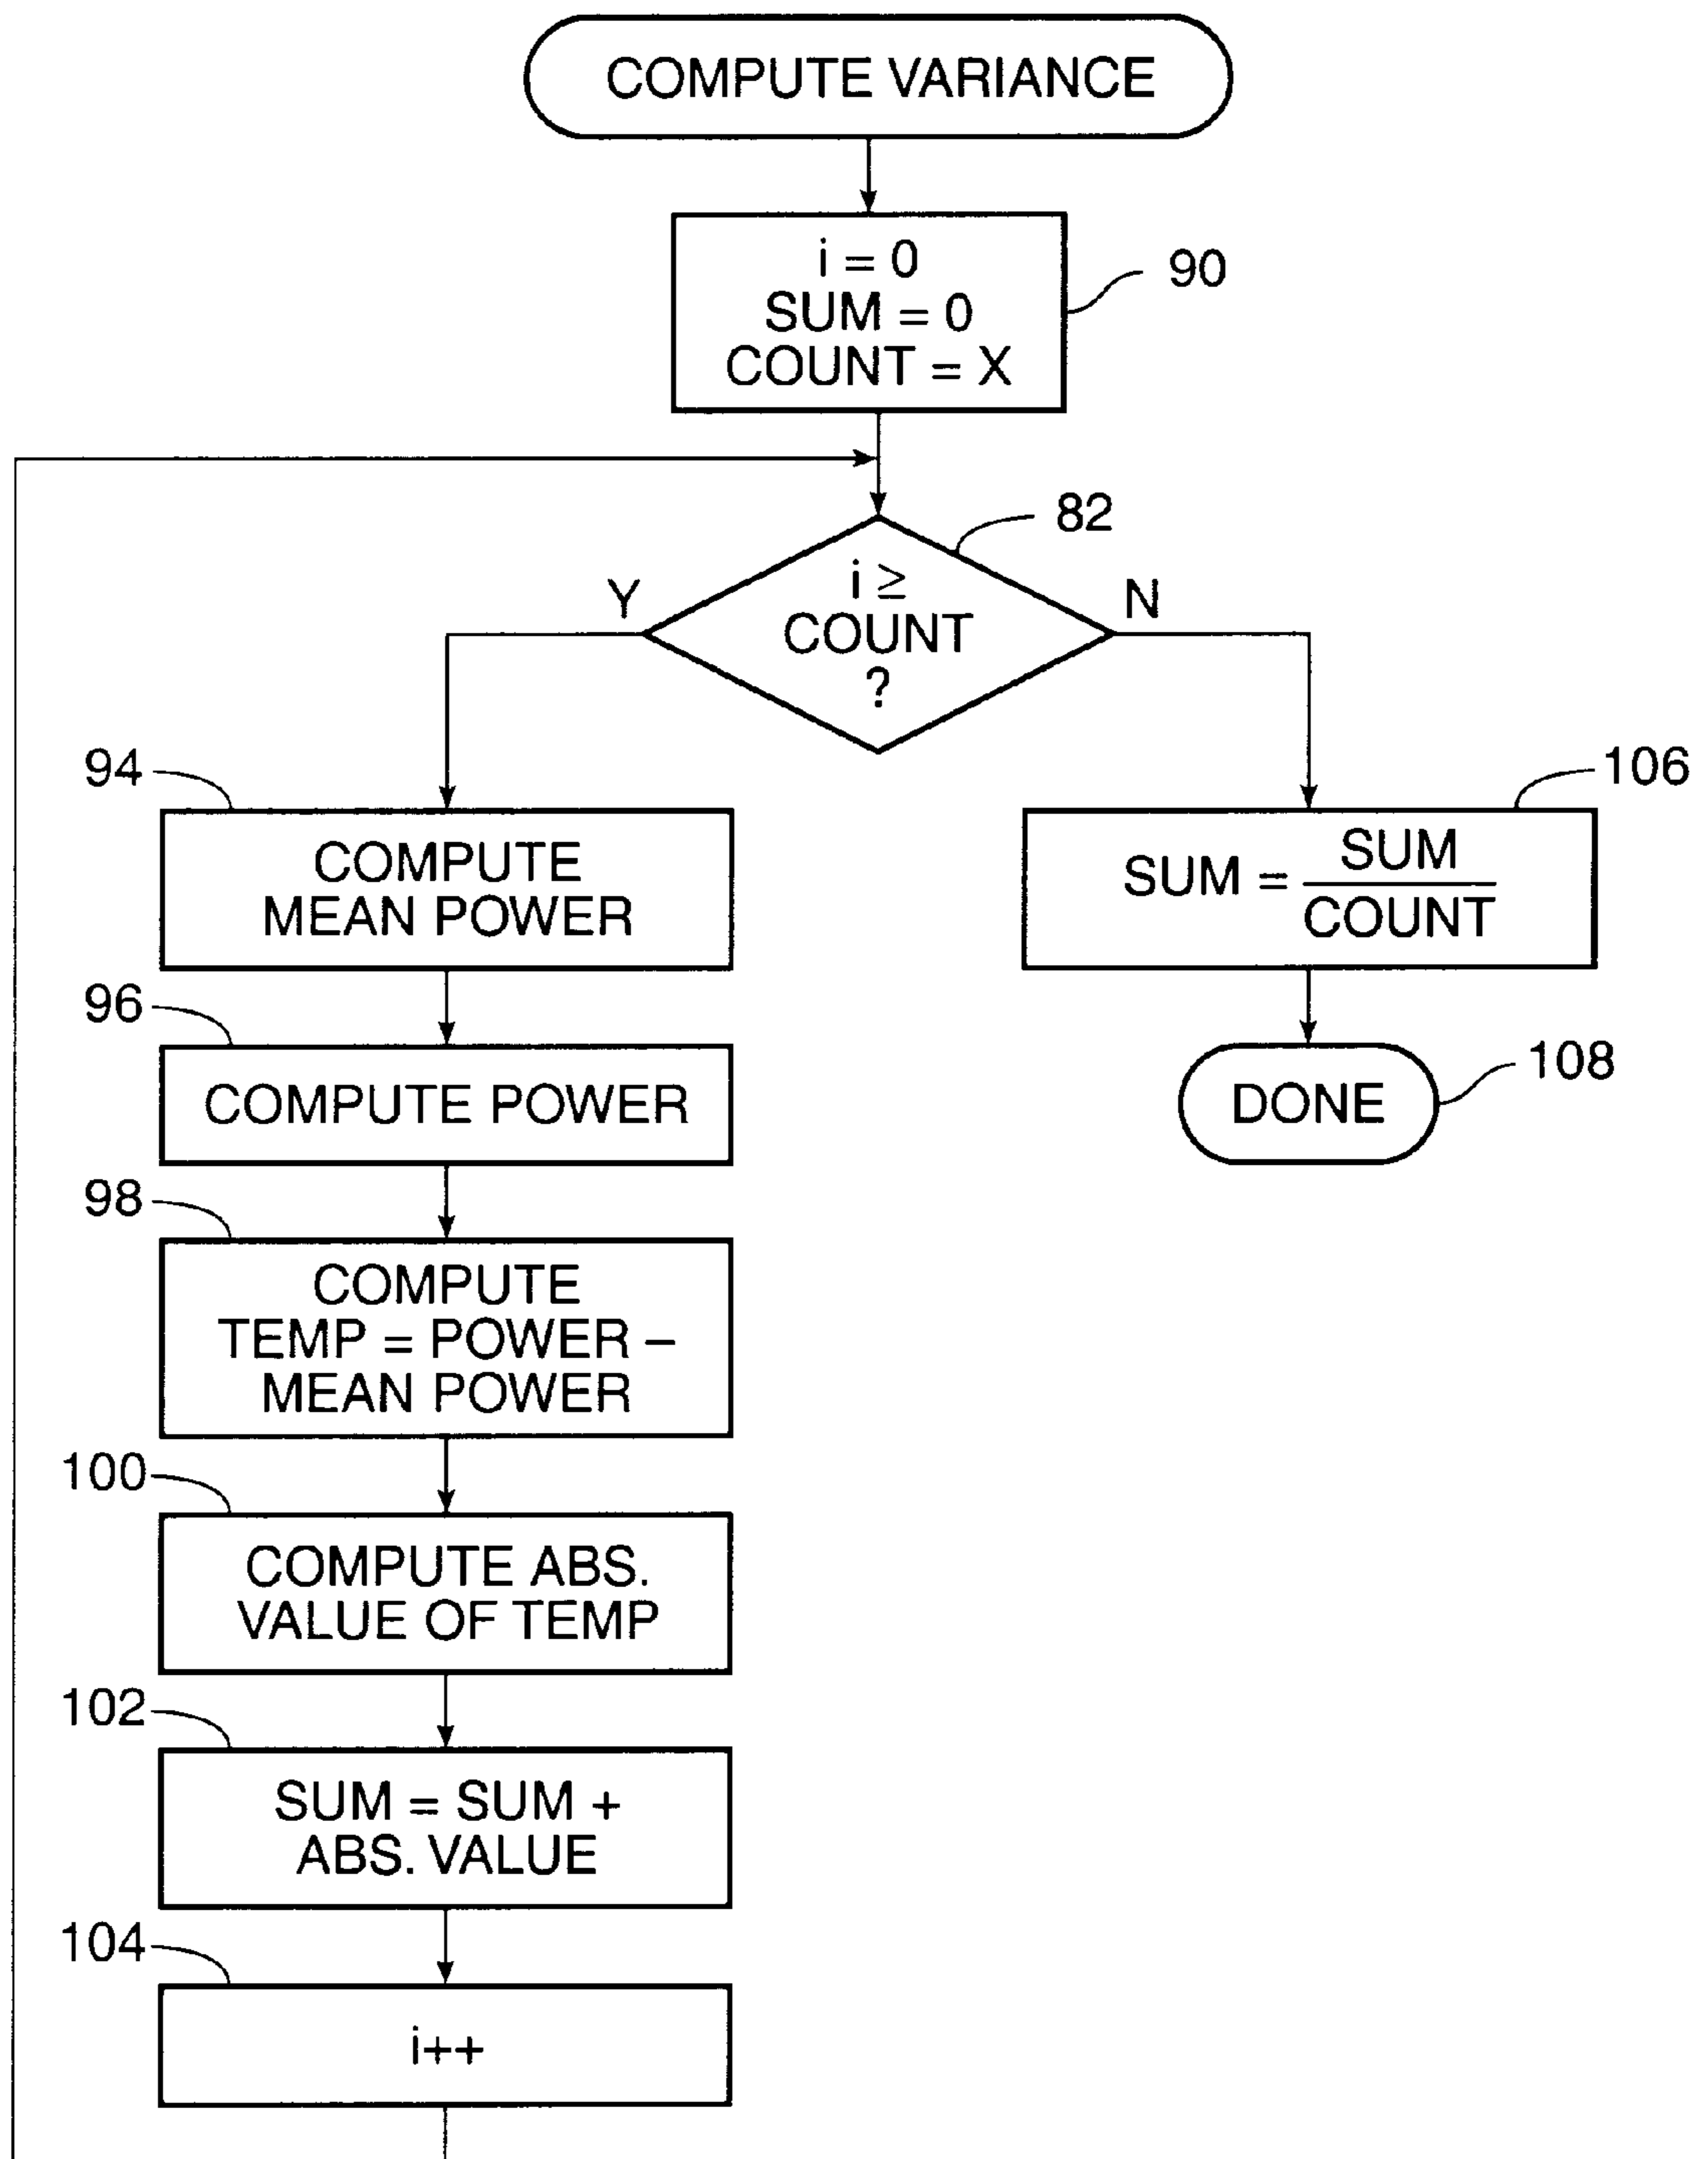 COMPUTE VARIANCE
i = 0
SUM = 0
COUNT = X
90
82
i ≥
COUNT
?
Y
N
94
COMPUTE
MEAN POWER
106
SUM = SUM
COUNT
96
COMPUTE POWER
108
DONE
98
COMPUTE
TEMP = POWER –
MEAN POWER
100
COMPUTE ABS.
VALUE OF TEMP
102
SUM = SUM +
ABS. VALUE
104
i++